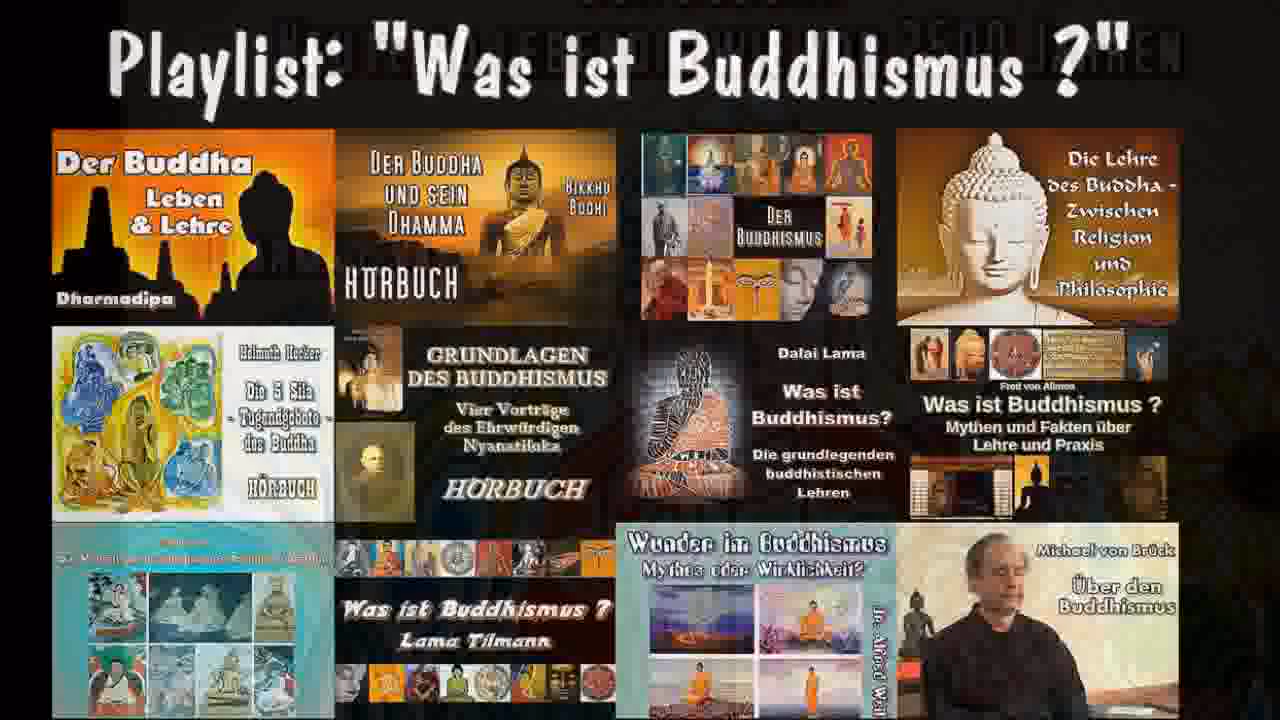 Playlist: "Was ist Buddhismus ?"
Der Buddha
Leben
& Lehre
Dharmadipa
Der Buddha
und sein
Dhamma
Bikkhu
Bodhi
Hörbuch
Der
Buddhismus
Die Lehre
des Buddha -
Zwischen
Religion
und
Philosophie
Helmuth Hecker
Die 5 Sila
- Tugendgebote -
des Buddha
HÖRBUCH
GRUNDLAGEN
DES BUDDHISMUS
Vier Vorträge
des Ehrwürdigen
Nyanatiloka
HÖRBUCH
Dalai Lama
Was ist
Buddhismus?
Die grundlegenden
buddhistischen
Lehren
Fred von Allmen
Was ist Buddhismus ?
Mythen und Fakten über
Lehre und Praxis
Was ist Buddhismus ?
Lama Tilmann
Wunder im Buddhismus
Mythos oder Wirklichkeit?
Michael von Brück
Über den
Buddhismus